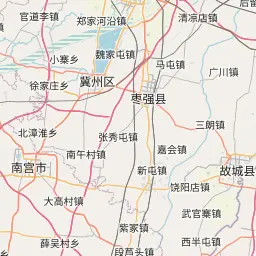 官道李镇
郑家河沿镇
清凉店镇
魏家屯镇
小寨乡
马屯镇
广川镇
徐家庄乡
冀州区
枣强县
三朗镇
北漳淮乡
张秀屯镇
嘉会镇
南午村镇
南宫市
新屯镇
故城县
饶阳店镇
大高村镇
武官寨镇
紫冢镇
薛吴村乡
西半屯镇
段芦头镇